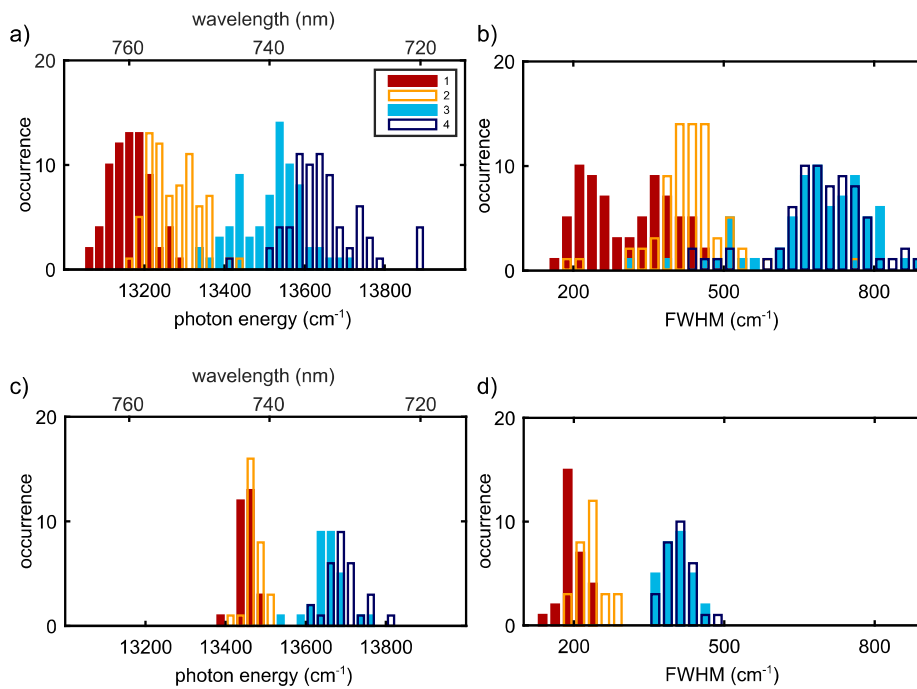 wavelength (nm)
a)
760
740
720
20
10
0
occurrence
1
2
3
4
13200
13400
13600
13800
photon energy (cm⁻¹)
b)
20
10
0
occurrence
200
500
800
FWHM (cm⁻¹)
wavelength (nm)
c)
760
740
720
20
10
0
occurrence
13200
13400
13600
13800
photon energy (cm⁻¹)
d)
20
10
0
occurrence
200
500
800
FWHM (cm⁻¹)